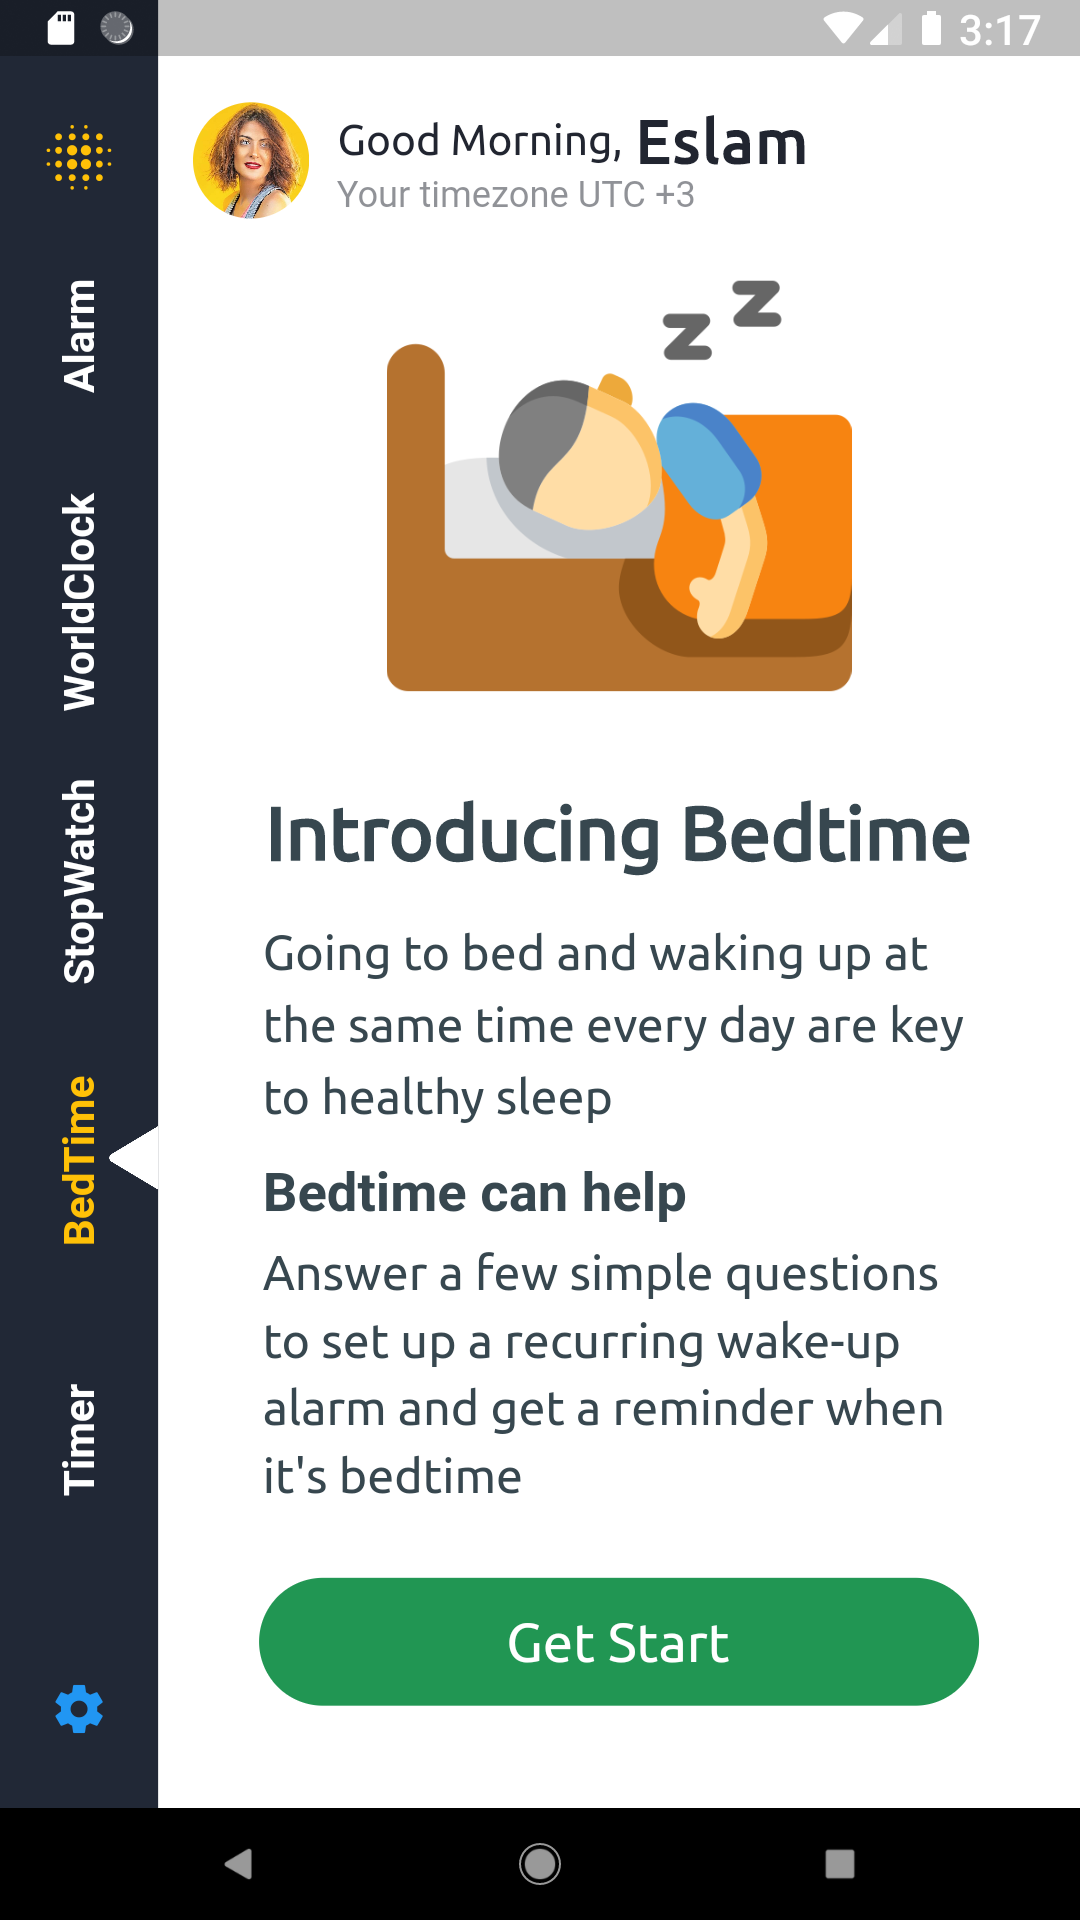 3:17
Good Morning, Eslam
Your timezone UTC +3
Alarm
WorldClock
StopWatch
BedTime
Timer
z z
Introducing Bedtime
Going to bed and waking up at
the same time every day are key
to healthy sleep
Bedtime can help
Answer a few simple questions
to set up a recurring wake-up
alarm and get a reminder when
it's bedtime
Get Start